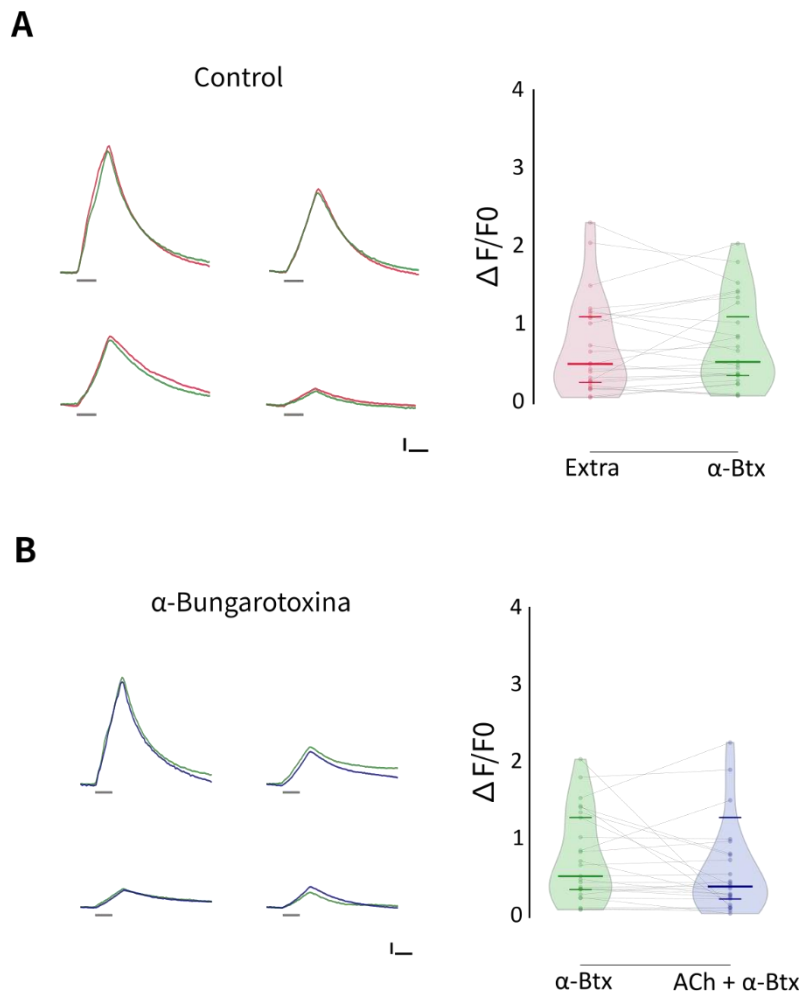 A
Control
ΔF/F0
4
3
2
1
0
Extra
α-Btx
B
α-Bungarotoxina
ΔF/F0
4
3
2
1
0
α-Btx
ACh + α-Btx